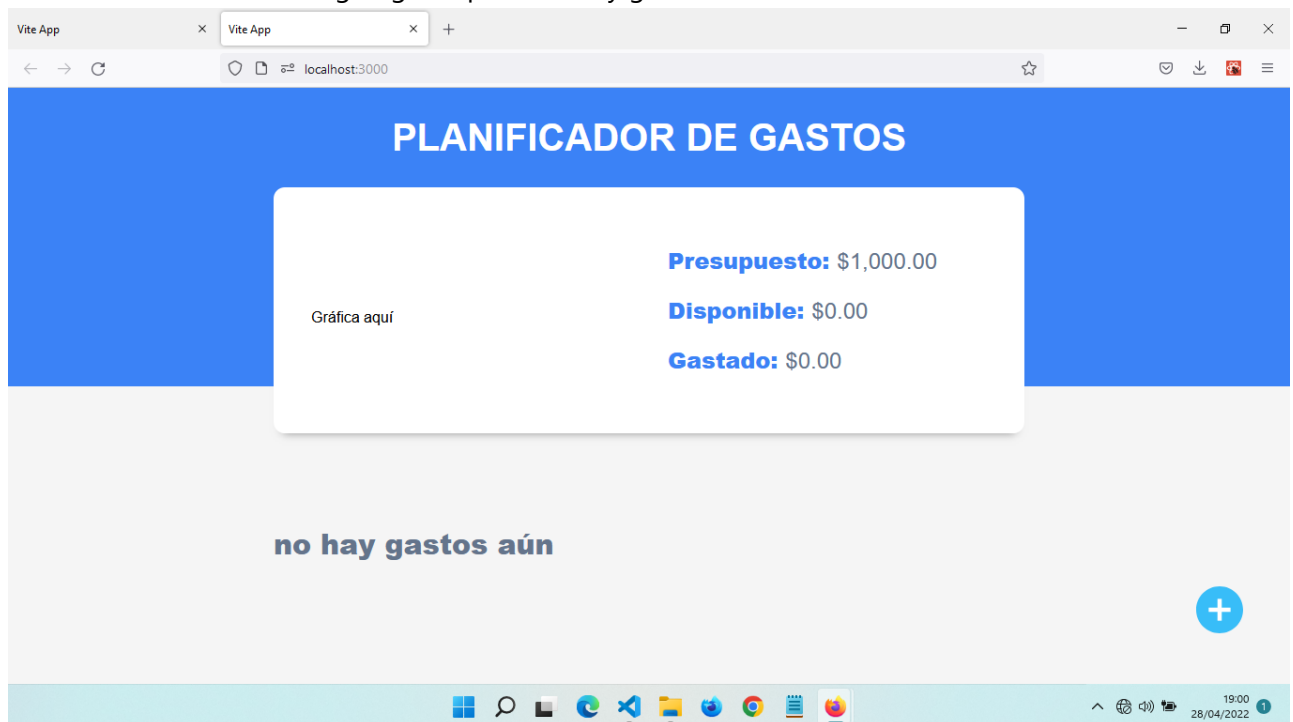 Vite App
Vite App
localhost:3000
PLANIFICADOR DE GASTOS
Presupuesto: $1,000.00
Gráfica aquí
Disponible: $0.00
Gastado: $0.00
no hay gastos aún
19:00
28/04/2022
1